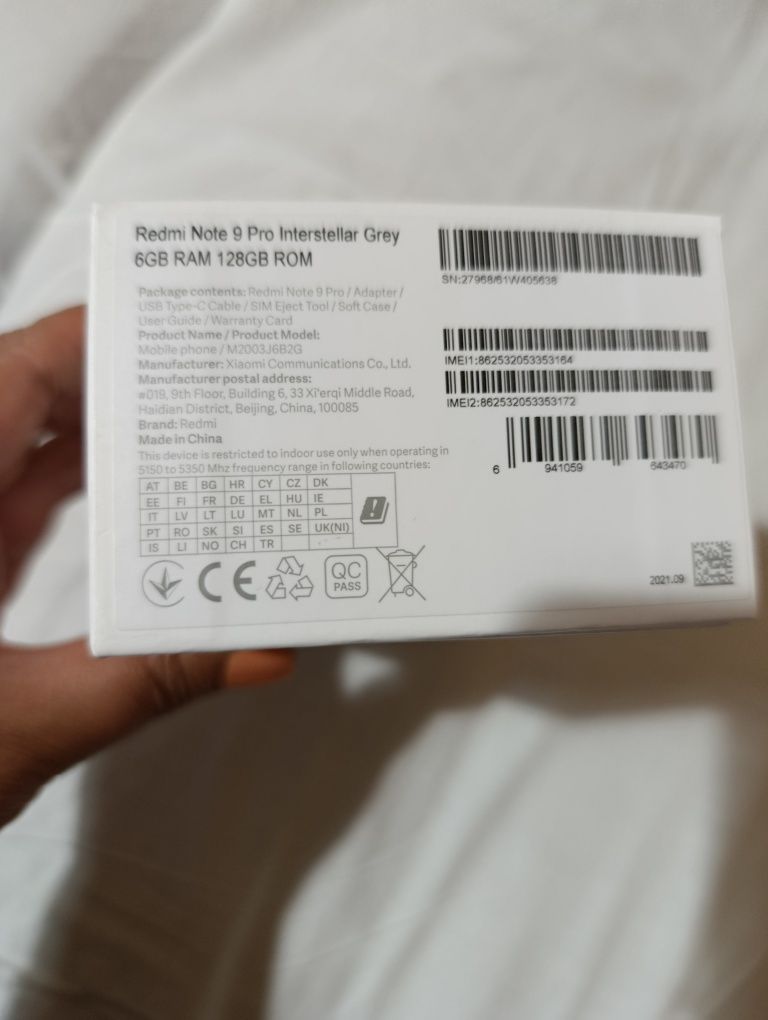 Redmi Note 9 Pro Interstellar Grey
6GB RAM 128GB ROM
Package contents: Redmi Note 9 Pro / Adapter /
USB Type-C Cable / SIM Eject Tool / Soft Case /
User Guide / Warranty Card
Product Name / Product Model:
Mobile phone / M2003J6B2G
Manufacturer: Xiaomi Communications Co., Ltd.
Manufacturer postal address:
#019, 9th Floor, Building 6, 33 Xi'erqi Middle Road,
Haidian District, Beijing, China, 100085
Brand: Redmi
Made in China
This device is restricted to indoor use only when operating in
5150 to 5350 Mhz frequency range in following countries:
AT BE BG HR CY CZ DK
EE FI FR DE EL HU IE
IT LV LT LU MT NL PL
PT RO SK SI ES SE UK(NI)
IS LI NO CH TR
CE
QC
PASS
SN:27968/61W405638
IMEI1:862532053353164
IMEI2:862532053353172
6 941059 643470
2021.09